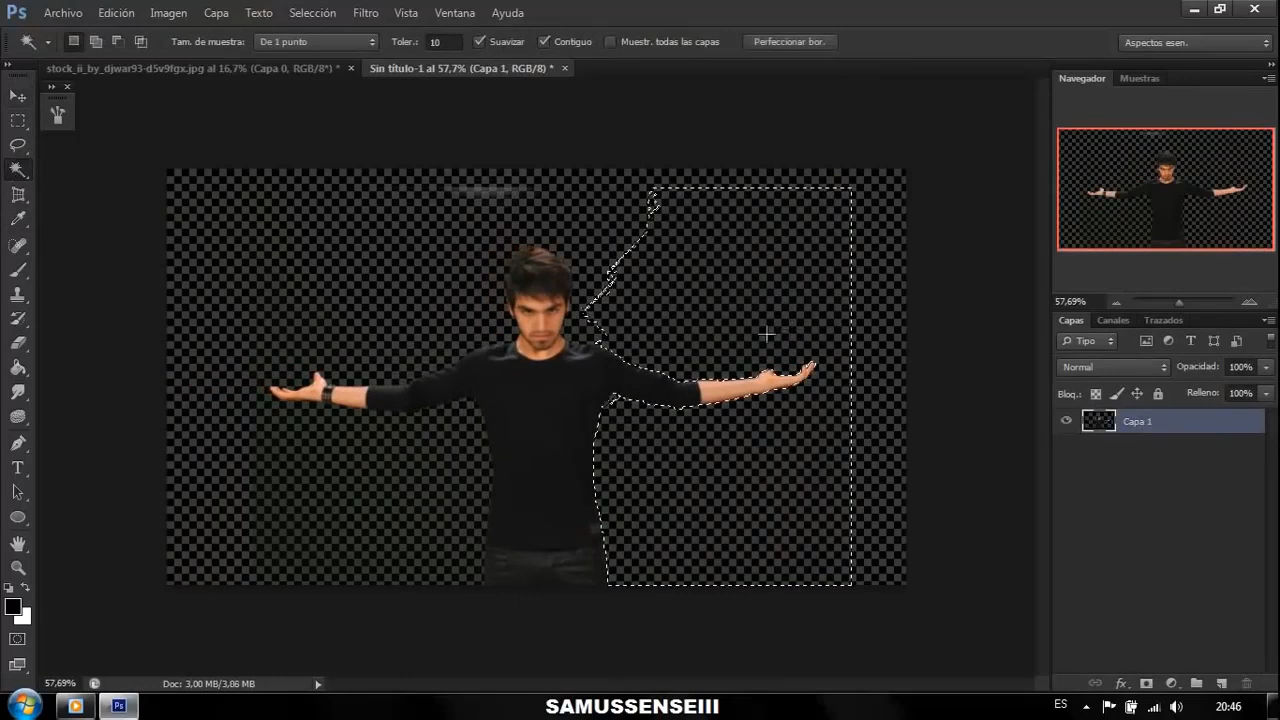 Ps Archivo Edición Imagen Capa Texto Selección Filtro Vista Ventana Ayuda
Tam. de muestra: De 1 punto Toler.: 10 Suavizar Contiguo Muestr. todas las capas Perfeccionar bor. Aspectos esen.
stock_ii_by_djwar93-d5v9fgx.jpg al 16,7% (Capa 0, RGB/8*) * × Sin título-1 al 57,7% (Capa 1, RGB/8) * ×
Navegador Muestras
57,69%
Capas Canales Trazados
Tipo
Normal Opacidad: 100%
Bloq.: Relleno: 100%
Capa 1
57,69% Doc: 3,00 MB/3,86 MB
SAMUSSENSEIII
ES 20:46